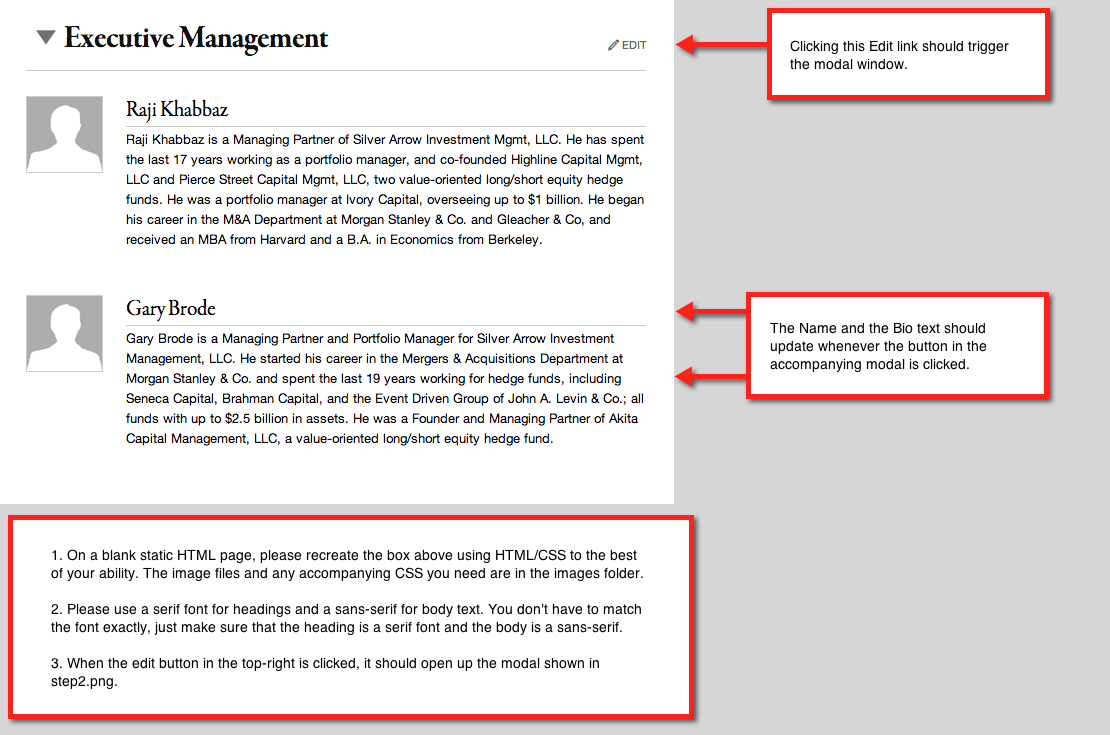 Executive Management
EDIT
Clicking this Edit link should trigger
the modal window.
Raji Khabbaz
Raji Khabbaz is a Managing Partner of Silver Arrow Investment Mgmt, LLC. He has spent
the last 17 years working as a portfolio manager, and co-founded Highline Capital Mgmt,
LLC and Pierce Street Capital Mgmt, LLC, two value-oriented long/short equity hedge
funds. He was a portfolio manager at Ivory Capital, overseeing up to $1 billion. He began
his career in the M&A Department at Morgan Stanley & Co. and Gleacher & Co, and
received an MBA from Harvard and a B.A. in Economics from Berkeley.
Gary Brode
Gary Brode is a Managing Partner and Portfolio Manager for Silver Arrow Investment
Management, LLC. He started his career in the Mergers & Acquisitions Department at
Morgan Stanley & Co. and spent the last 19 years working for hedge funds, including
Seneca Capital, Brahman Capital, and the Event Driven Group of John A. Levin & Co.; all
funds with up to $2.5 billion in assets. He was a Founder and Managing Partner of Akita
Capital Management, LLC, a value-oriented long/short equity hedge fund.
The Name and the Bio text should
update whenever the button in the
accompanying modal is clicked.
1. On a blank static HTML page, please recreate the box above using HTML/CSS to the best
of your ability. The image files and any accompanying CSS you need are in the images folder.
2. Please use a serif font for headings and a sans-serif for body text. You don't have to match
the font exactly, just make sure that the heading is a serif font and the body is a sans-serif.
3. When the edit button in the top-right is clicked, it should open up the modal shown in
step2.png.